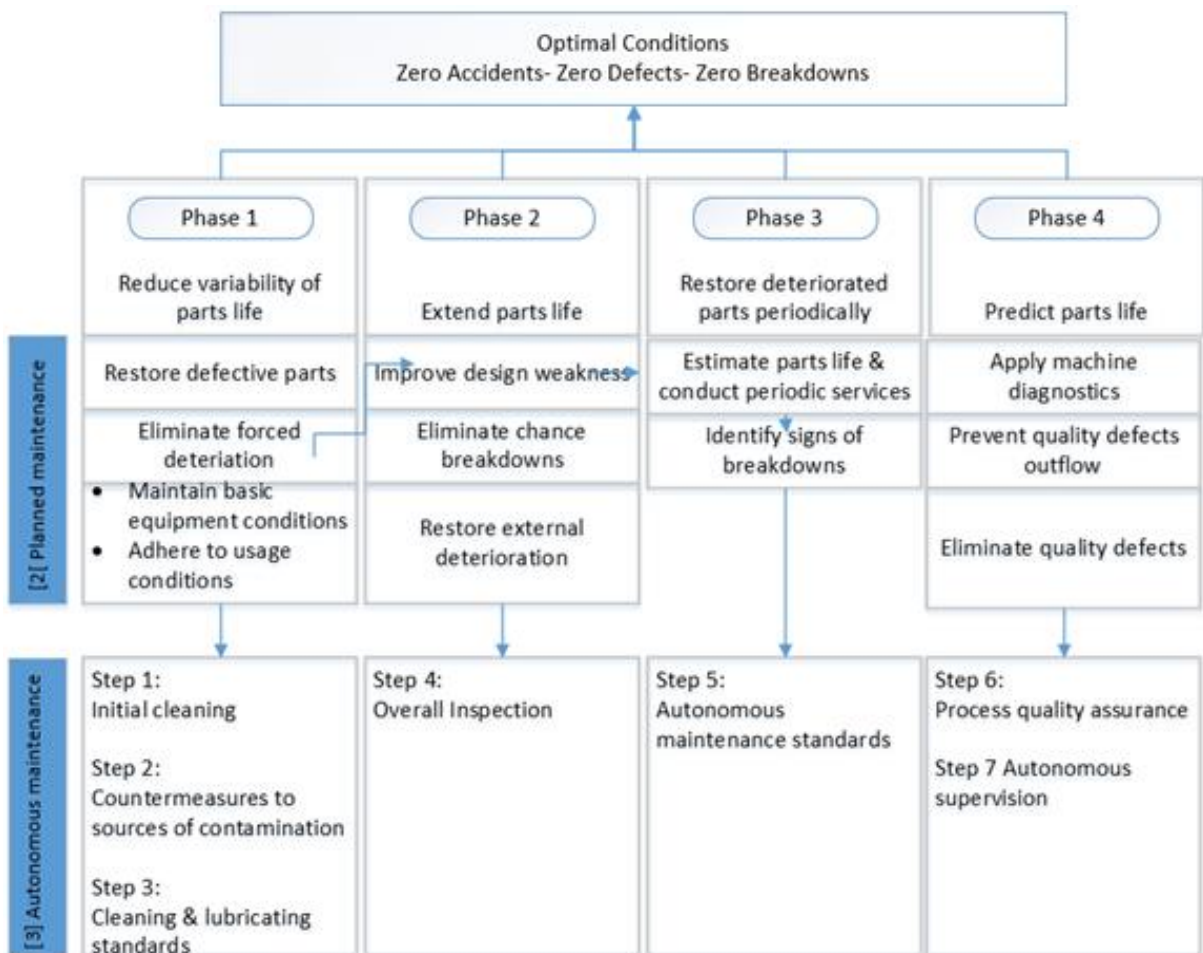 Optimal Conditions
Zero Accidents- Zero Defects- Zero Breakdowns
Phase 1
Reduce variability of
parts life
Phase 2
Extend parts life
Phase 3
Restore deteriorated
parts periodically
Phase 4
Predict parts life
[2[ Planned maintenance
Restore defective parts
Eliminate forced
deteriation
• Maintain basic
equipment conditions
• Adhere to usage
conditions
Improve design weakness
Eliminate chance
breakdowns
Restore external
deterioration
Estimate parts life &
conduct periodic services
Identify signs of
breakdowns
Apply machine
diagnostics
Prevent quality defects
outflow
Eliminate quality defects
[3] Autonomous maintenance
Step 1:
Initial cleaning
Step 2:
Countermeasures to
sources of contamination
Step 3:
Cleaning & lubricating
standards
Step 4:
Overall Inspection
Step 5:
Autonomous
maintenance standards
Step 6:
Process quality assurance
Step 7 Autonomous
supervision